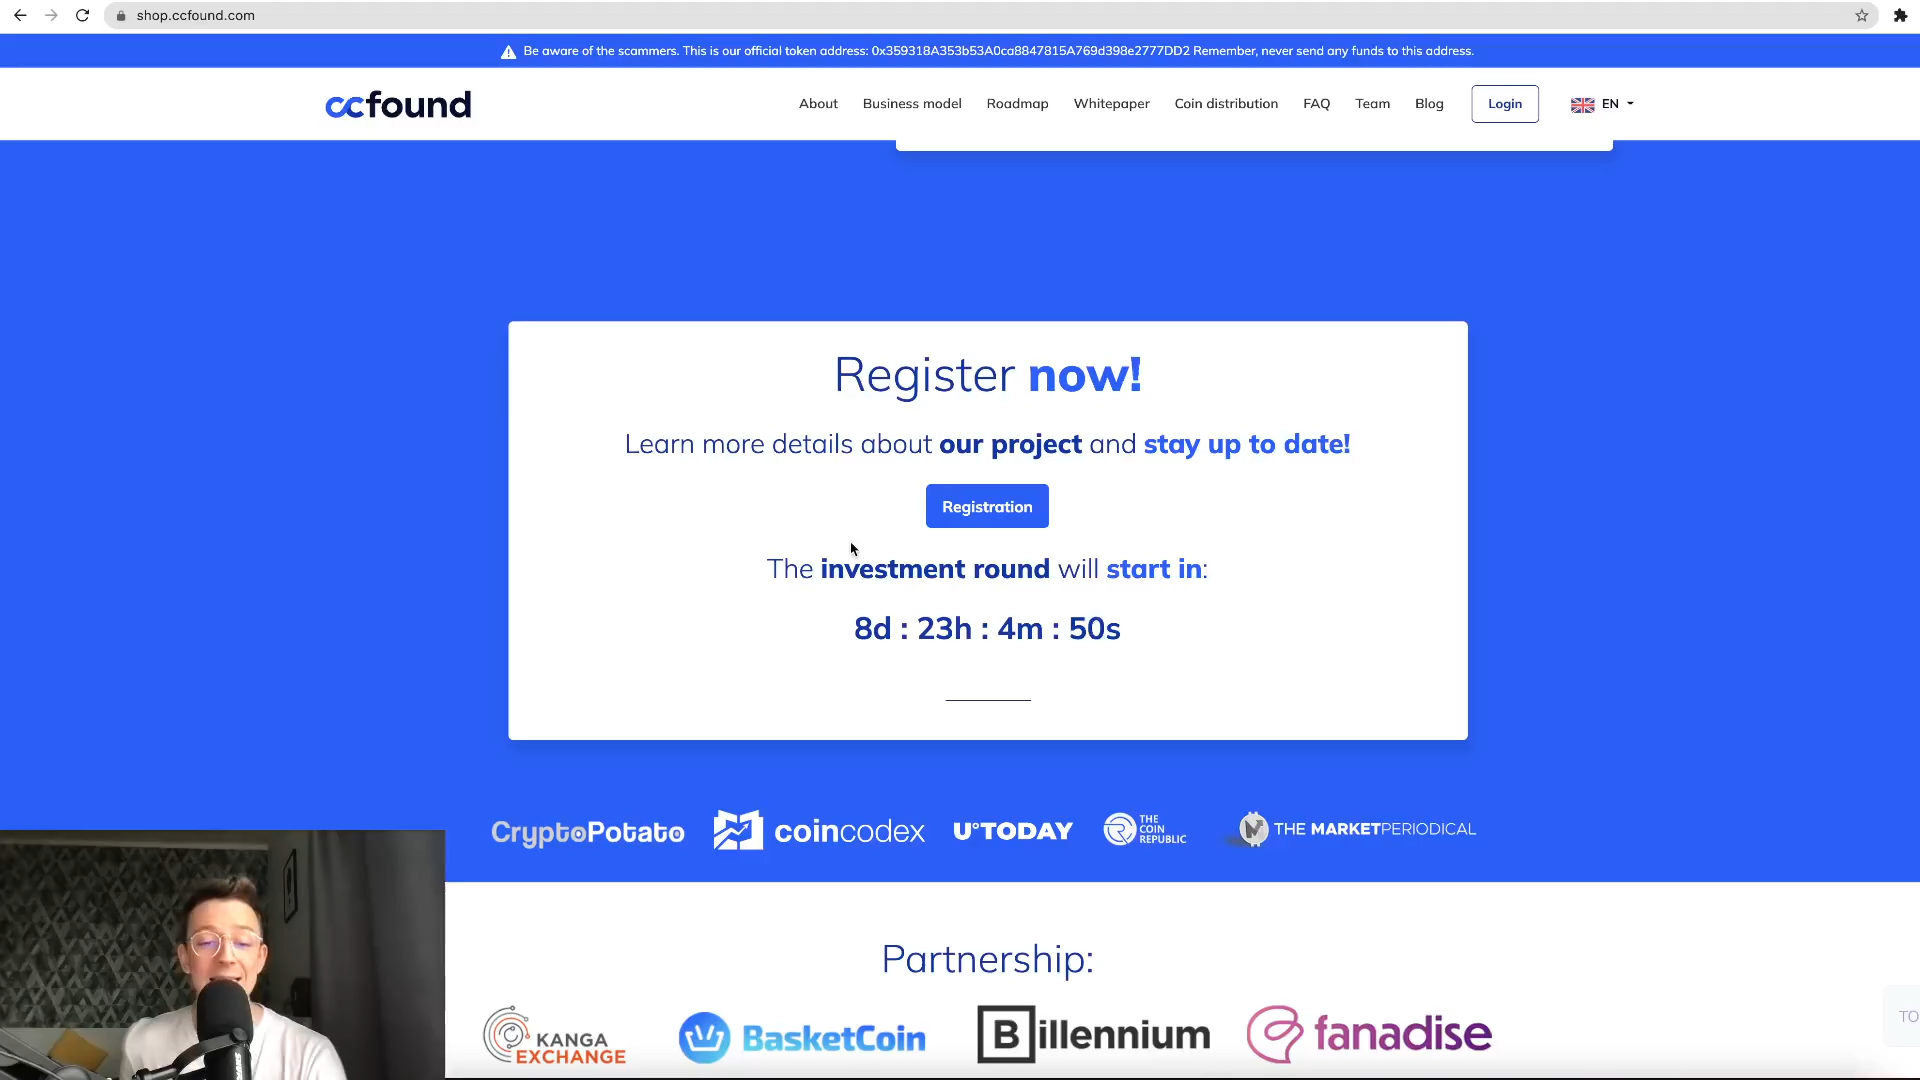 shop.ccfound.com
Be aware of the scammers. This is our official token address: 0x359318A353b53A0ca8847815A769d398e2777DD2 Remember, never send any funds to this address.
ccfound
About
Business model
Roadmap
Whitepaper
Coin distribution
FAQ
Team
Blog
Login
EN
Register now!
Learn more details about our project and stay up to date!
Registration
The investment round will start in:
8d : 23h : 4m : 50s
CryptoPotato
coincodex
U°TODAY
THE
COIN
REPUBLIC
THE MARKETPERIODICAL
Partnership:
KANGA
EXCHANGE
BasketCoin
Billennium
fanadise
TO